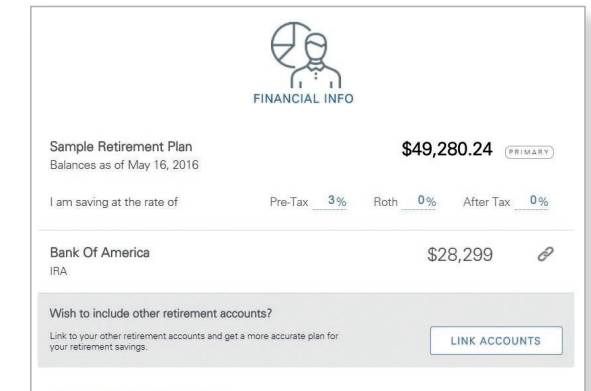 FINANCIAL INFO
Sample Retirement Plan $49,280.24 PRIMARY
Balances as of May 16, 2016
I am saving at the rate of Pre-Tax 3% Roth 0% After Tax 0%
Bank Of America $28,299
IRA
Wish to include other retirement accounts?
Link to your other retirement accounts and get a more accurate plan for
your retirement savings.
LINK ACCOUNTS